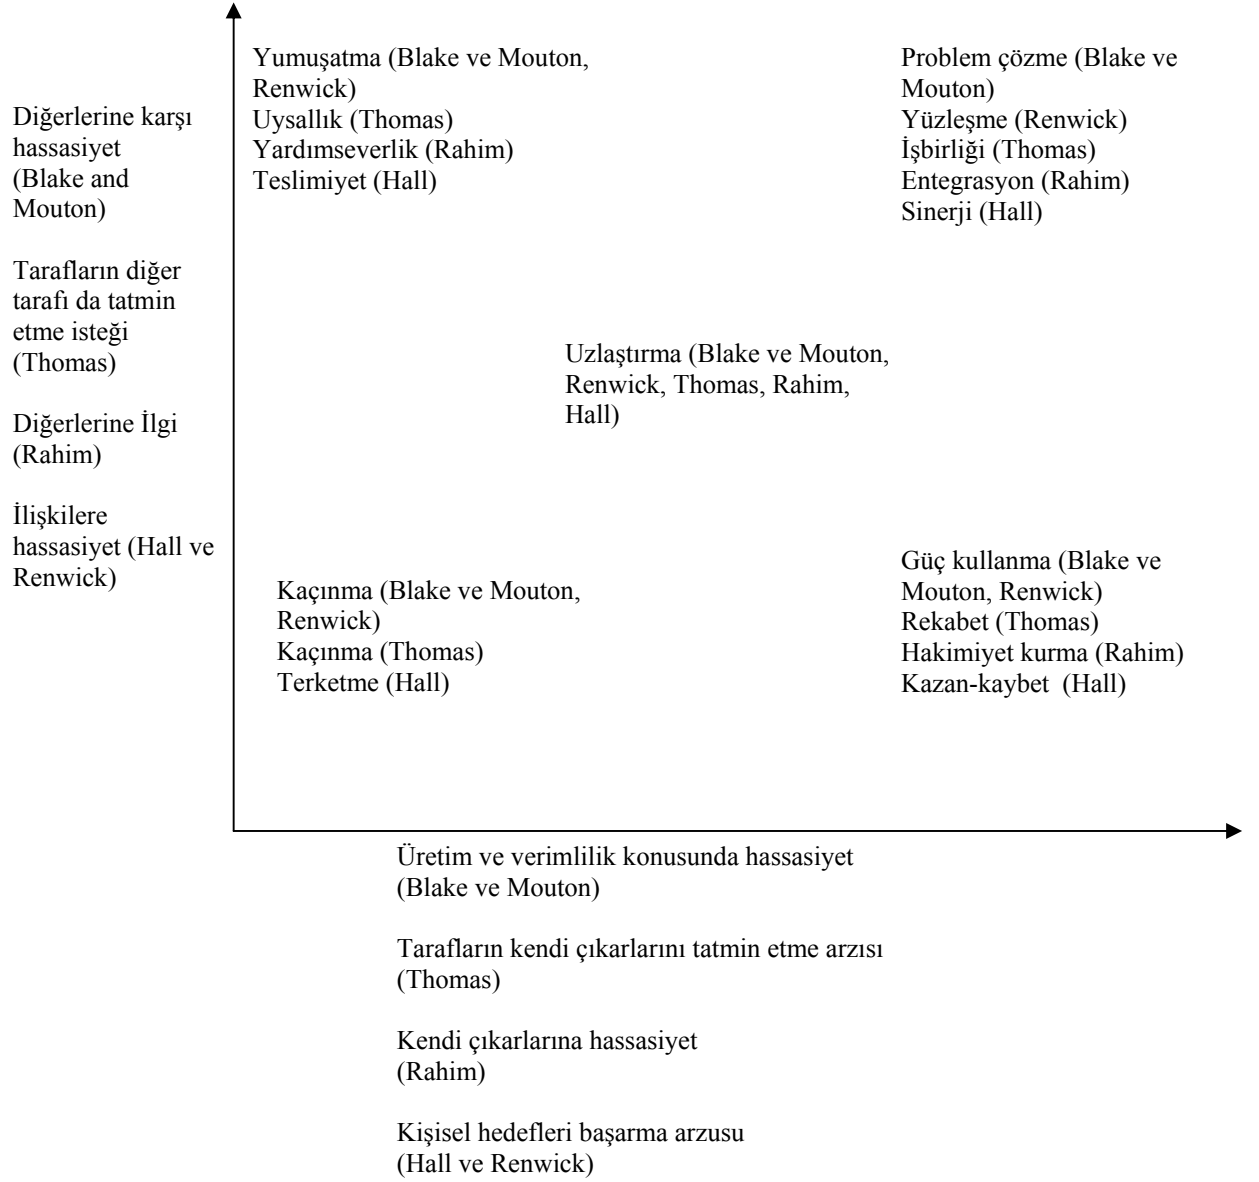 Diğerlerine karşı
hassasiyet
(Blake and
Mouton)
Tarafların diğer
tarafı da tatmin
etme isteği
(Thomas)
Diğerlerine İlgi
(Rahim)
İlişkilere
hassasiyet (Hall ve
Renwick)
Yumuşatma (Blake ve Mouton,
Renwick)
Uysallık (Thomas)
Yardımseverlik (Rahim)
Teslimiyet (Hall)
Problem çözme (Blake ve
Mouton)
Yüzleşme (Renwick)
İşbirliği (Thomas)
Entegrasyon (Rahim)
Sinerji (Hall)
Uzlaştırma (Blake ve Mouton,
Renwick, Thomas, Rahim,
Hall)
Kaçınma (Blake ve Mouton,
Renwick)
Kaçınma (Thomas)
Terketme (Hall)
Güç kullanma (Blake ve
Mouton, Renwick)
Rekabet (Thomas)
Hakimiyet kurma (Rahim)
Kazan-kaybet  (Hall)
Üretim ve verimlilik konusunda hassasiyet
(Blake ve Mouton)
Tarafların kendi çıkarlarını tatmin etme arzısı
(Thomas)
Kendi çıkarlarına hassasiyet
(Rahim)
Kişisel hedefleri başarma arzusu
(Hall ve Renwick)